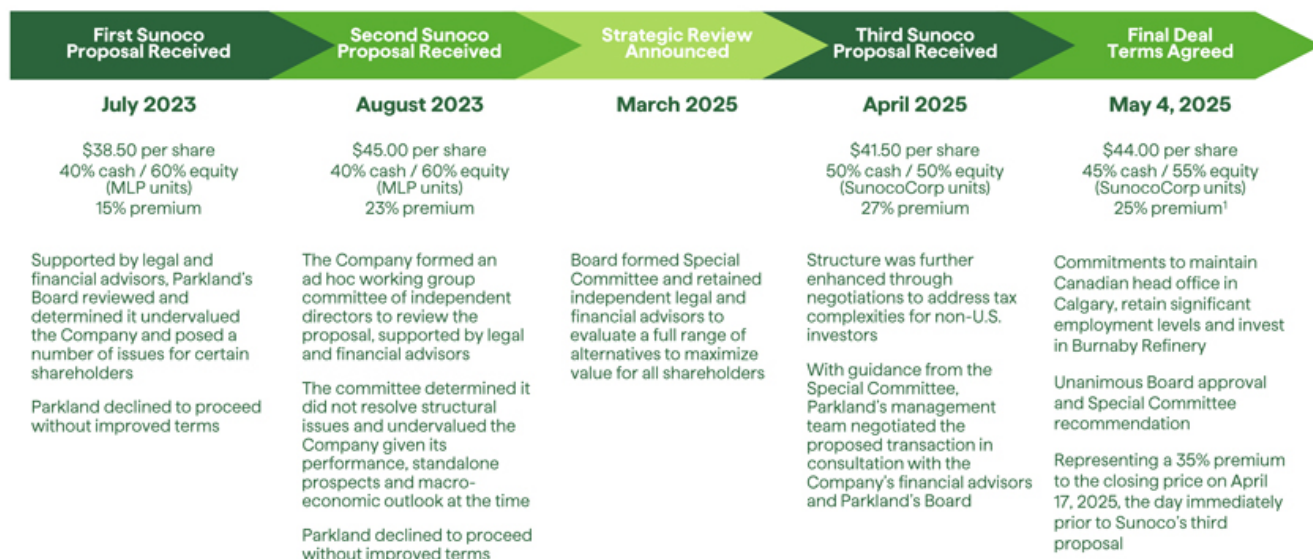 First Sunoco
Proposal Received
Second Sunoco
Proposal Received
Strategic Review
Announced
Third Sunoco
Proposal Received
Final Deal
Terms Agreed
July 2023
$38.50 per share
40% cash / 60% equity
(MLP units)
15% premium
Supported by legal and
financial advisors, Parkland's
Board reviewed and
determined it undervalued
the Company and posed a
number of issues for certain
shareholders
Parkland declined to proceed
without improved terms
August 2023
$45.00 per share
40% cash / 60% equity
(MLP units)
23% premium
The Company formed an
ad hoc working group
committee of independent
directors to review the
proposal, supported by legal
and financial advisors
The committee determined it
did not resolve structural
issues and undervalued the
Company given its
performance, standalone
prospects and macro-
economic outlook at the time
Parkland declined to proceed
without improved terms
March 2025
Board formed Special
Committee and retained
independent legal and
financial advisors to
evaluate a full range of
alternatives to maximize
value for all shareholders
April 2025
$41.50 per share
50% cash / 50% equity
(SunocoCorp units)
27% premium
Structure was further
enhanced through
negotiations to address tax
complexities for non-U.S.
investors
With guidance from the
Special Committee,
Parkland's management
team negotiated the
proposed transaction in
consultation with the
Company's financial advisors
and Parkland's Board
May 4, 2025
$44.00 per share
45% cash / 55% equity
(SunocoCorp units)
25% premium¹
Commitments to maintain
Canadian head office in
Calgary, retain significant
employment levels and invest
in Burnaby Refinery
Unanimous Board approval
and Special Committee
recommendation
Representing a 35% premium
to the closing price on April
17, 2025, the day immediately
prior to Sunoco's third
proposal